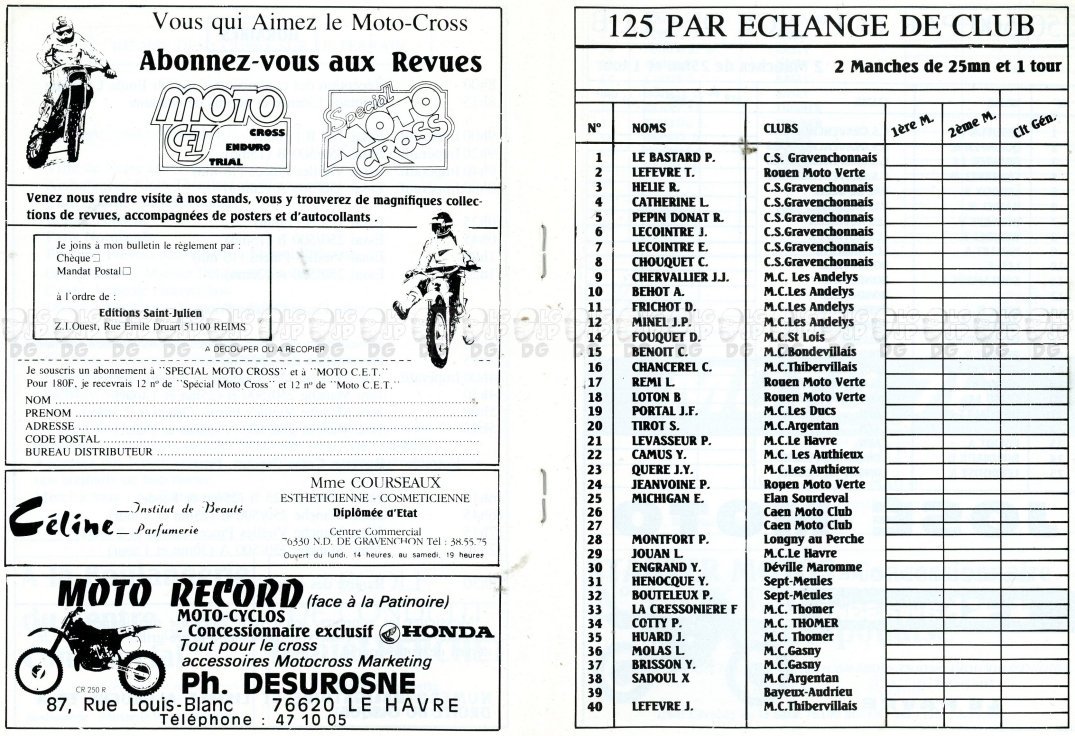 Vous qui Aimez le Moto-Cross
Abonnez-vous aux Revues
MOTO
CET
CROSS
ENDURO
TRIAL
Special
MOTO
CROSS
Venez nous rendre visite à nos stands, vous y trouverez de magnifiques collec-
tions de revues, accompagnées de posters et d'autocollants .
Je joins à mon bulletin le règlement par :
Chèque □
Mandat Postal □
à l'ordre de :
Editions Saint-Julien
Z.I.Ouest, Rue Emile Druart 51100 REIMS
A DECOUPER OU A RECOPIER
Je souscris un abonnement à ``SPECIAL MOTO CROSS'' et à ``MOTO C.E.T.''
Pour 180F, je recevrais 12 nº de ``Spécial Moto Cross'' et 12 nº de ``Moto C.E.T.''
NOM
PRENOM
ADRESSE
CODE POSTAL
BUREAU DISTRIBUTEUR
Céline
Institut de Beauté
Parfumerie
Mme COURSEAUX
ESTHETICIENNE - COSMETICIENNE
Diplômée d'Etat
Centre Commercial
76330 N.D. DE GRAVENCHON Tél : 38.55.75
Ouvert du lundi, 14 heures, au samedi, 19 heures
MOTO RECORD (face à la Patinoire)
MOTO-CYCLOS
- Concessionnaire exclusif HONDA
Tout pour le cross
accessoires Motocross Marketing
CR 250 R
Ph. DESUROSNE
87, Rue Louis-Blanc 76620 LE HAVRE
Téléphone : 47 10 05
125 PAR ECHANGE DE CLUB
2 Manches de 25mn et 1 tour
Nº NOMS CLUBS 1ère M. 2ème M. Clt Gén.
1 LE BASTARD P. C.S. Gravenchonnais
2 LEFEVRE T. Rouen Moto Verte
3 HELIE R. C.S.Gravenchonnais
4 CATHERINE L. C.S.Gravenchonnais
5 PEPIN DONAT R. C.S.Gravenchonnais
6 LECOINTRE J. C.S.Gravenchonnais
7 LECOINTRE E. C.S.Gravenchonnais
8 CHOUQUET C. C.S.Gravenchonnais
9 CHERVALLIER J.J. M.C. Les Andelys
10 BEHOT A. M.C.Les Andelys
11 FRICHOT D. M.C.Les Andelys
12 MINEL J.P. M.C.Les Andelys
14 FOUQUET D. M.C.St Lois
15 BENOIT C. M.C.Bondevillais
16 CHANCEREL C. M.C.Thibervillais
17 REMI L. Rouen Moto Verte
18 LOTON B Rouen Moto Verte
19 PORTAL J.F. M.C.Les Ducs
20 TIROT S. M.C.Argentan
21 LEVASSEUR P. M.C.Le Havre
22 CAMUS Y. M.C. Les Authieux
23 QUERE J.Y. M.C.Les Authieux
24 JEANVOINE P. Rouen Moto Verte
25 MICHIGAN E. Elan Sourdeval
26 Caen Moto Club
27 Caen Moto Club
28 MONTFORT P. Longny au Perche
29 JOUAN L. M.C.Le Havre
30 ENGRAND Y. Déville Maromme
31 HENOCQUE Y. Sept-Meules
32 BOUTELEUX P. Sept-Meules
33 LA CRESSONIERE F M.C. Thomer
34 COTTY P. M.C. THOMER
35 HUARD J. M.C. Thomer
36 MOLAS L. M.C.Gasny
37 BRISSON Y. M.C.Gasny
38 SADOUL X M.C.Argentan
39 Bayeux-Audrieu
40 LEFEVRE J. M.C.Thibervillais